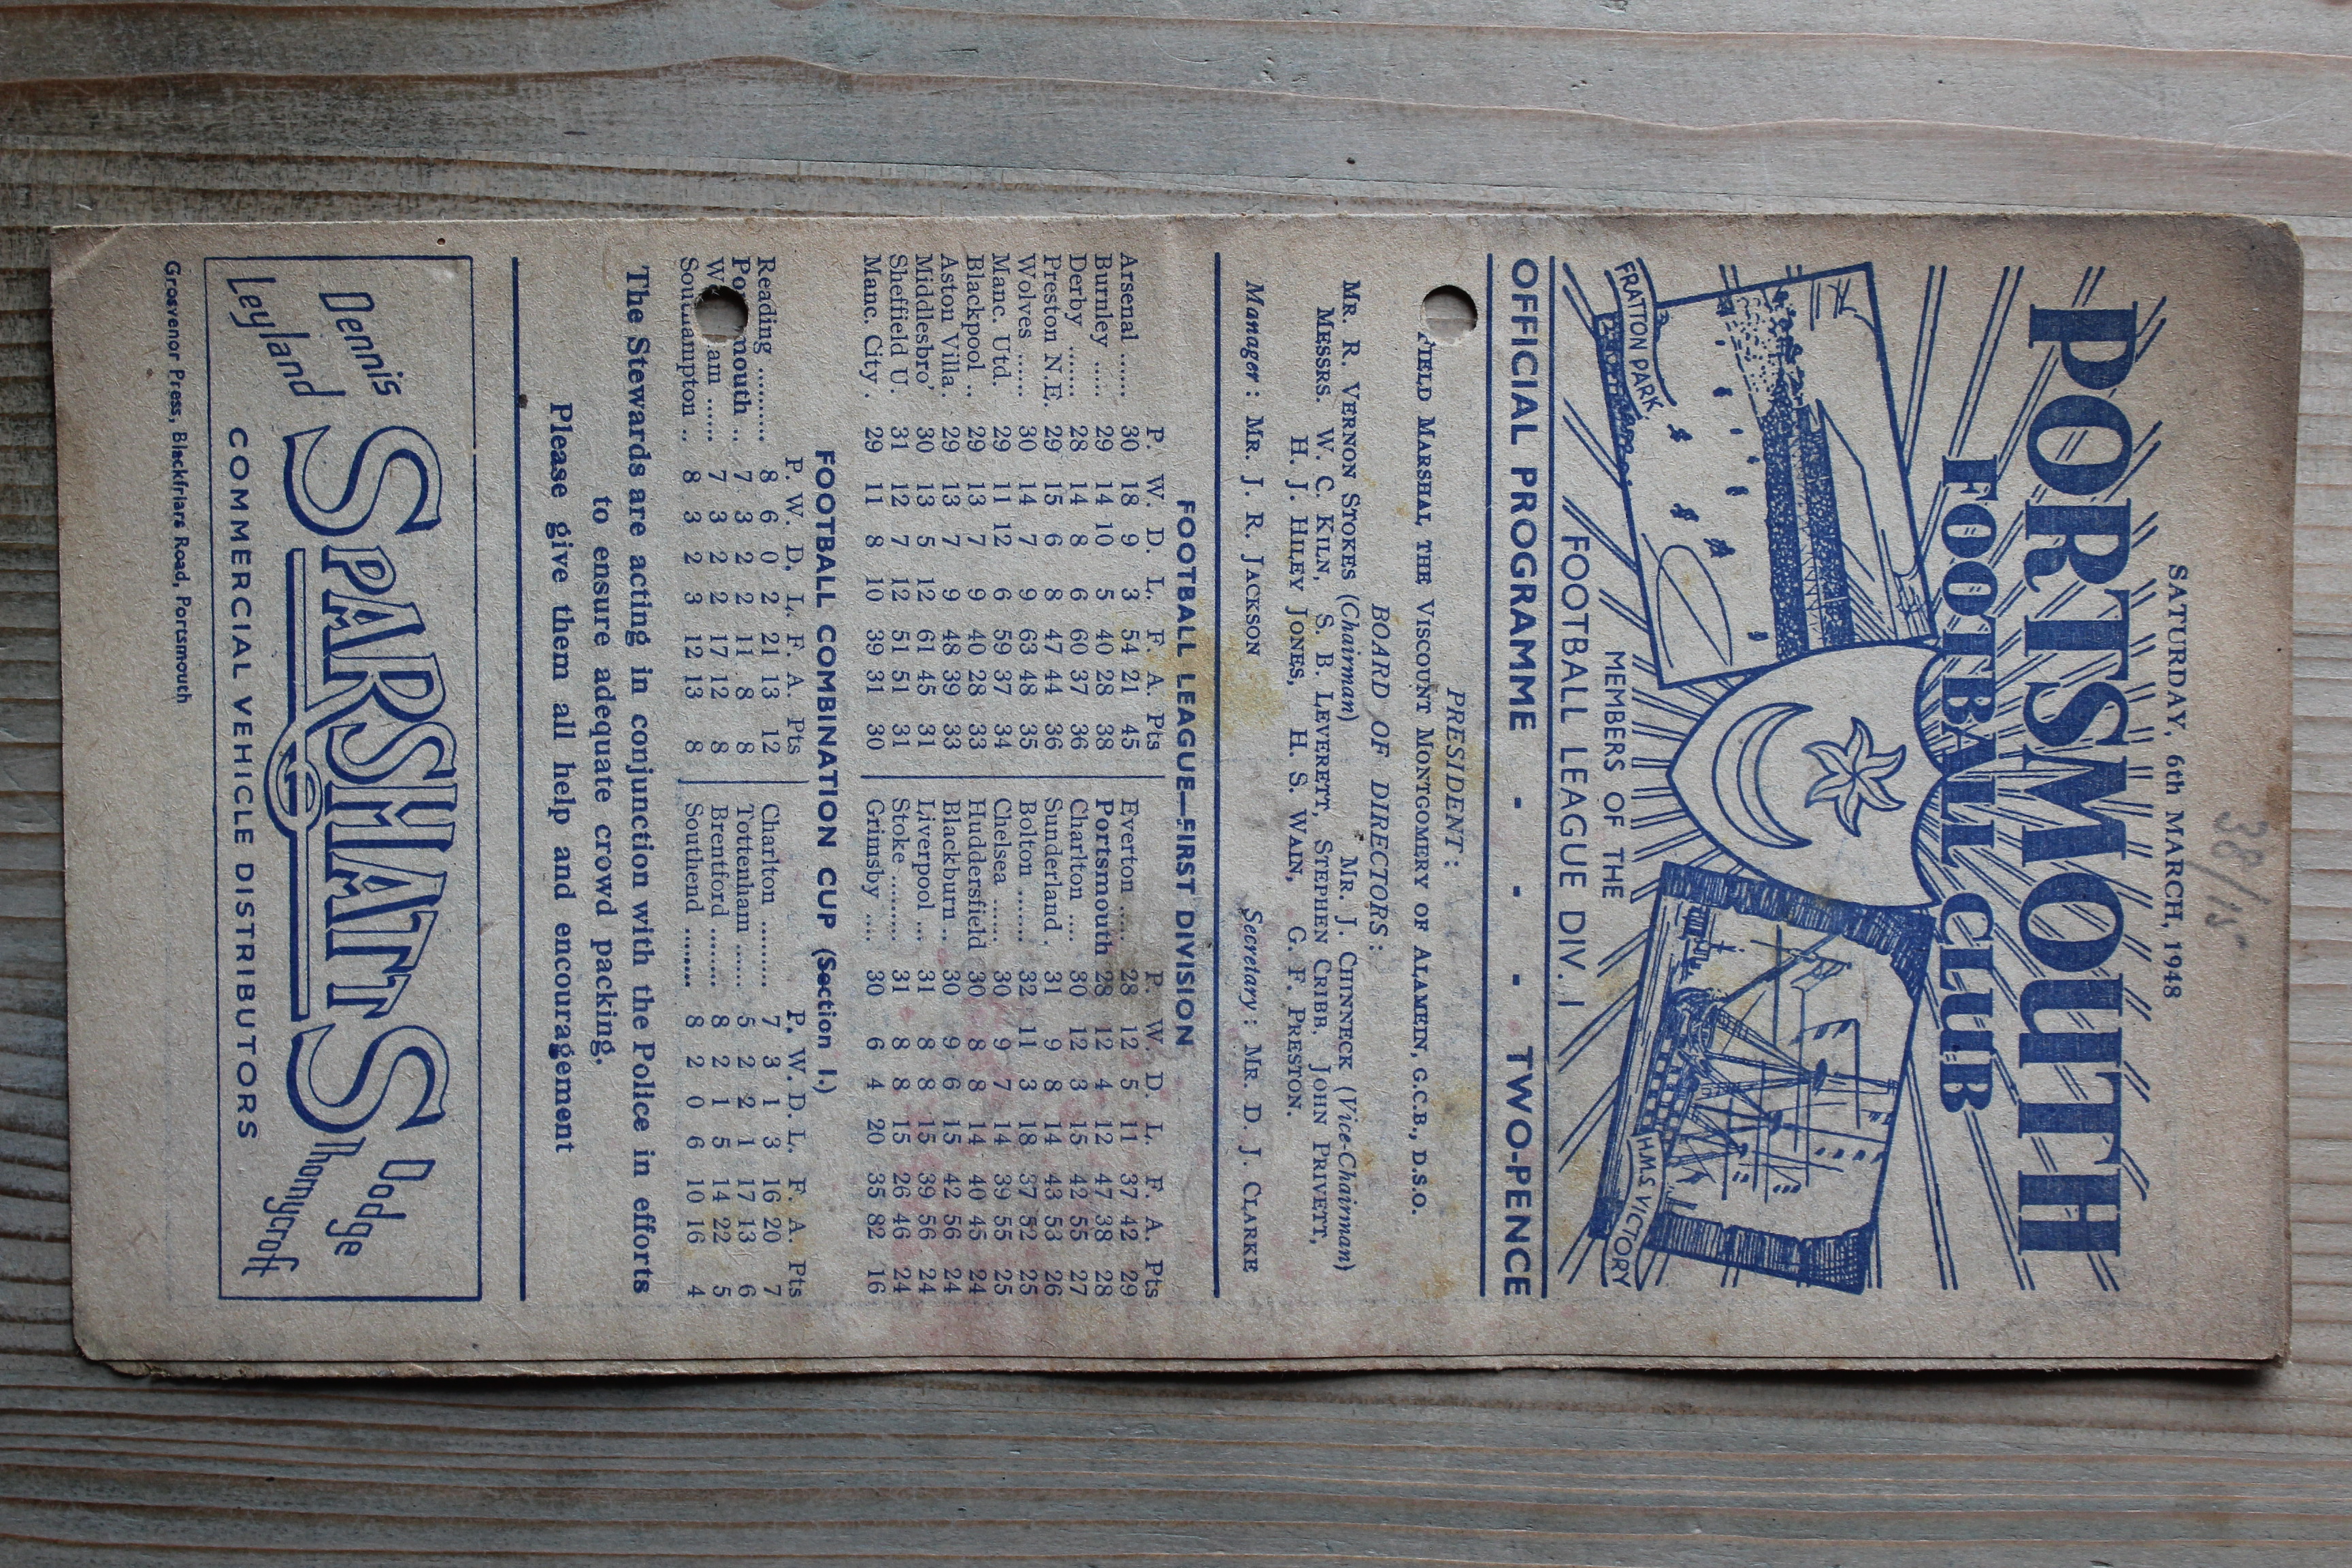 38/15
SATURDAY, 6th MARCH, 1948
PORTSMOUTH
FOOTBALL CLUB
FRATTON PARK
H.M.S VICTORY
MEMBERS OF THE
FOOTBALL LEAGUE DIV. 1
OFFICIAL PROGRAMME - - - TWO-PENCE
PRESIDENT:
FIELD MARSHAL THE VISCOUNT MONTGOMERY OF ALAMEIN, G.C.B., D.S.O.
BOARD OF DIRECTORS:
MR. R. VERNON STOKES (Chairman) MR. J. CHINNECK (Vice-Chairman)
MESSRS. W. C. KILN, S. B. LEVERETT, STEPHEN CRIBB, JOHN PRIVETT,
H. J. HILEY JONES, H. S. WAIN, G. F. PRESTON.
Manager: MR. J. R. JACKSON Secretary: MR. D. J. CLARKE
FOOTBALL LEAGUE—FIRST DIVISION
P. W. D. L. F. A. Pts P. W. D. L. F. A. Pts
Arsenal ...... 30 18 9 3 54 21 45 Everton ..... 28 12 5 11 37 42 29
Burnley ..... 29 14 10 5 40 28 38 Portsmouth 28 12 4 12 47 38 28
Derby ....... 28 14 8 6 60 37 36 Charlton .... 30 12 3 15 42 55 27
Preston N.E. 29 15 6 8 47 44 36 Sunderland . 31 9 8 14 43 53 26
Wolves ...... 30 14 7 9 63 48 35 Bolton ....... 32 11 3 18 37 52 25
Manc. Utd. 29 11 12 6 59 37 34 Chelsea ...... 30 9 7 14 39 55 25
Blackpool .. 29 13 7 9 40 28 33 Huddersfield 30 8 8 14 40 45 24
Aston Villa. 29 13 7 9 48 39 33 Blackburn .. 30 9 6 15 42 56 24
Middlesbro' 30 13 5 12 61 45 31 Liverpool ... 31 8 8 15 39 56 24
Sheffield U. 31 12 7 12 51 51 31 Stoke ......... 31 8 8 15 26 46 24
Manc. City . 29 11 8 10 39 31 30 Grimsby .... 30 6 4 20 35 82 16
FOOTBALL COMBINATION CUP (Section 1.)
P. W. D, L. F. A. Pts P. W. D. L. F. A. Pts
Reading .......... 8 6 0 2 21 13 12 Charlton .......... 7 3 1 3 16 20 7
Portsmouth .. 7 3 2 2 11 8 8 Tottenham ...... 5 2 2 1 17 13 6
W am ...... 7 3 2 2 17 12 8 Brentford ......... 8 2 1 5 14 22 5
Southampton .. 8 3 2 3 12 13 8 Southend ......... 8 2 0 6 10 16 4
The Stewards are acting in conjunction with the Police in efforts
to ensure adequate crowd packing.
Please give them all help and encouragement
Dennis
Leyland
SPARSHATTS
Dodge
Thornycroft
COMMERCIAL VEHICLE DISTRIBUTORS
Grosvenor Press, Blackfriars Road, Portsmouth